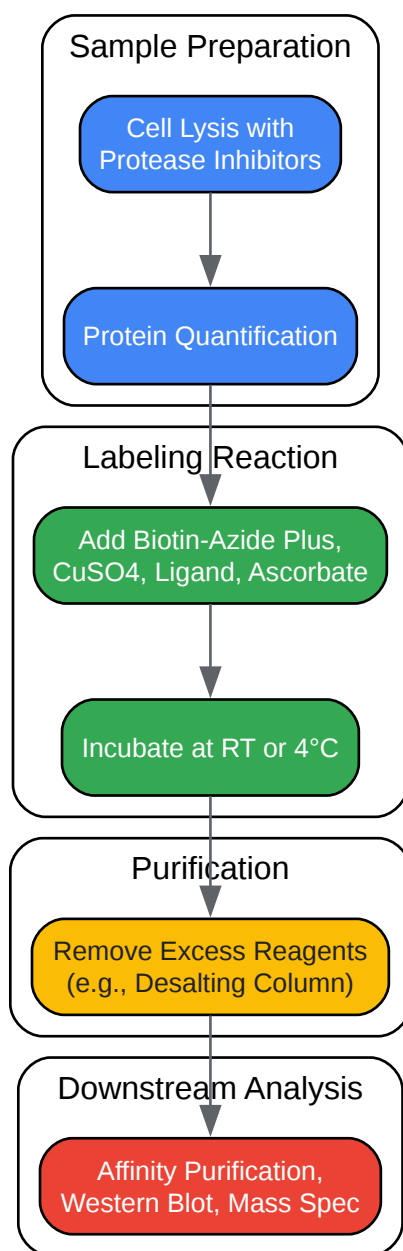 Sample Preparation
Cell Lysis with
Protease Inhibitors
Protein Quantification
Labeling Reaction
Add Biotin-Azide Plus,
CuSO4, Ligand, Ascorbate
Incubate at RT or 4°C
Purification
Remove Excess Reagents
(e.g., Desalting Column)
Downstream Analysis
Affinity Purification,
Western Blot, Mass Spec